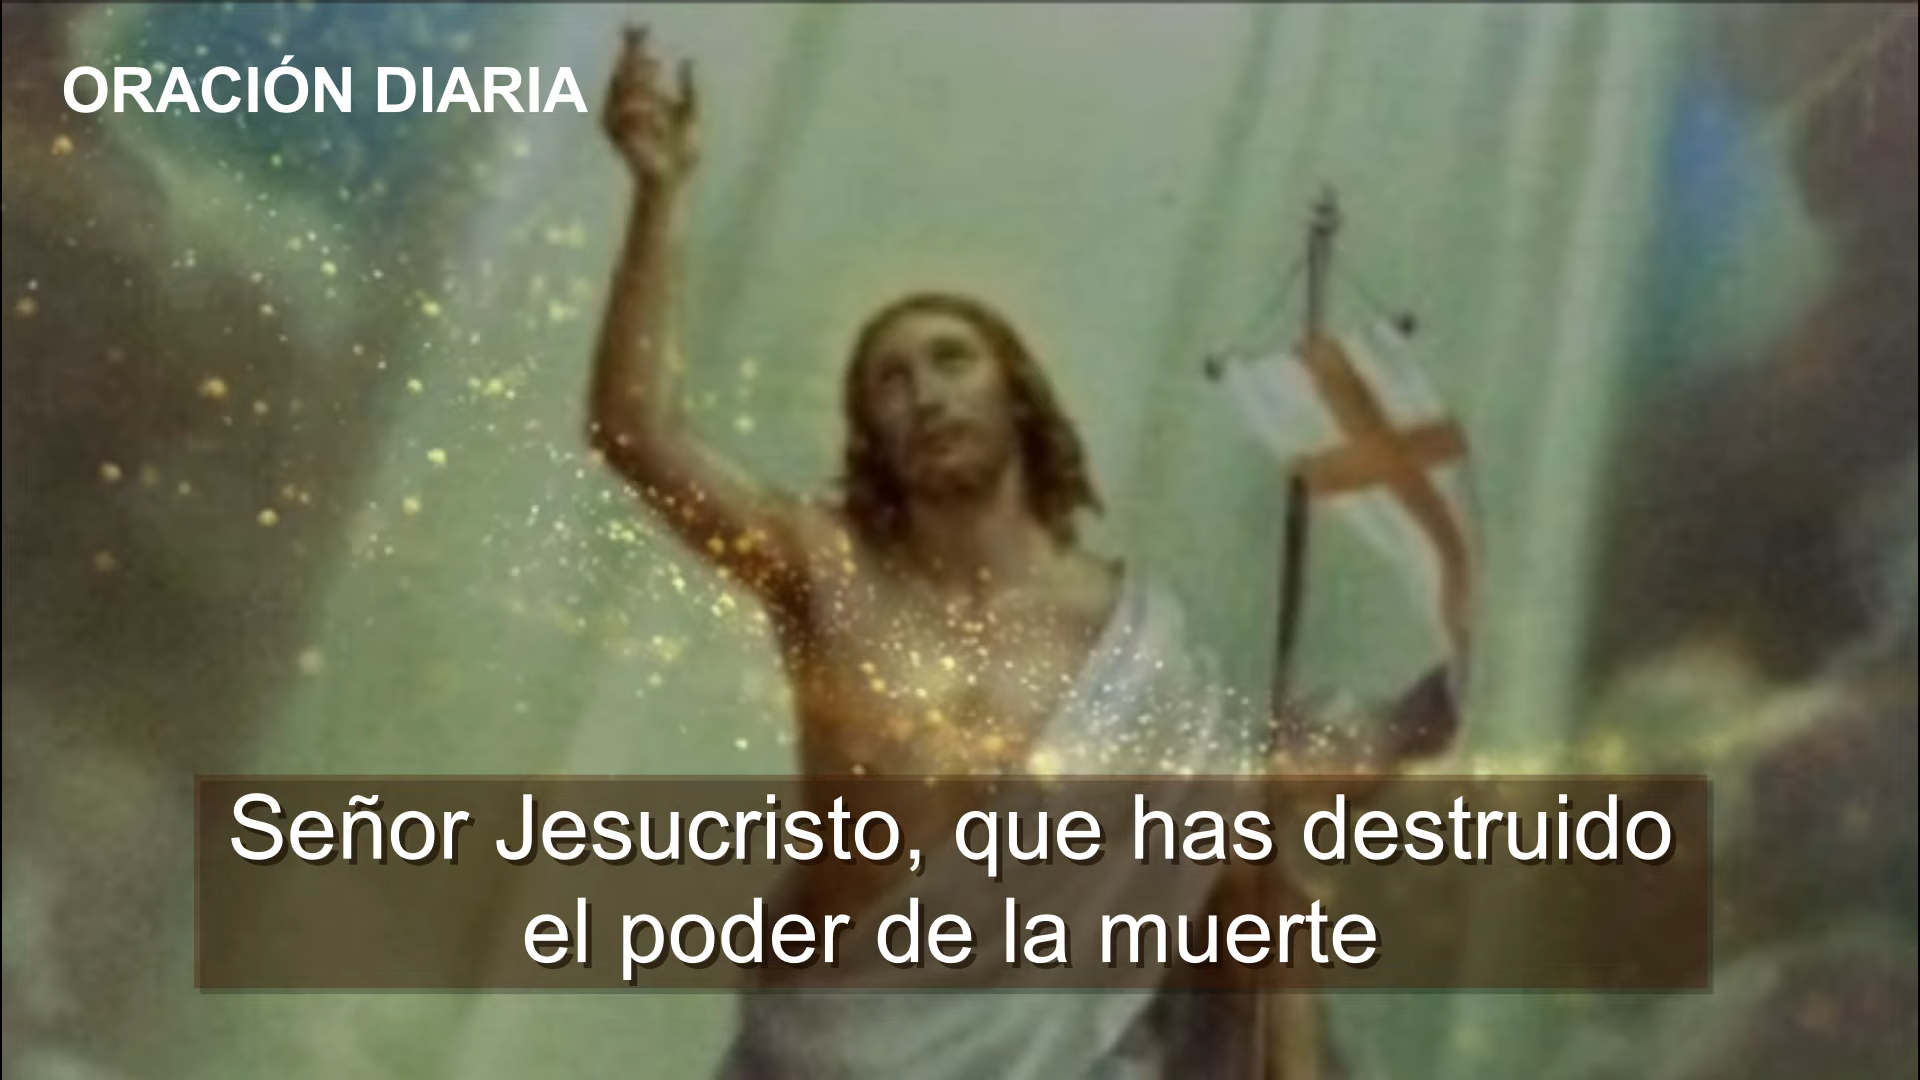 ORACIÓN DIARIA
Señor Jesucristo, que has destruido
el poder de la muerte